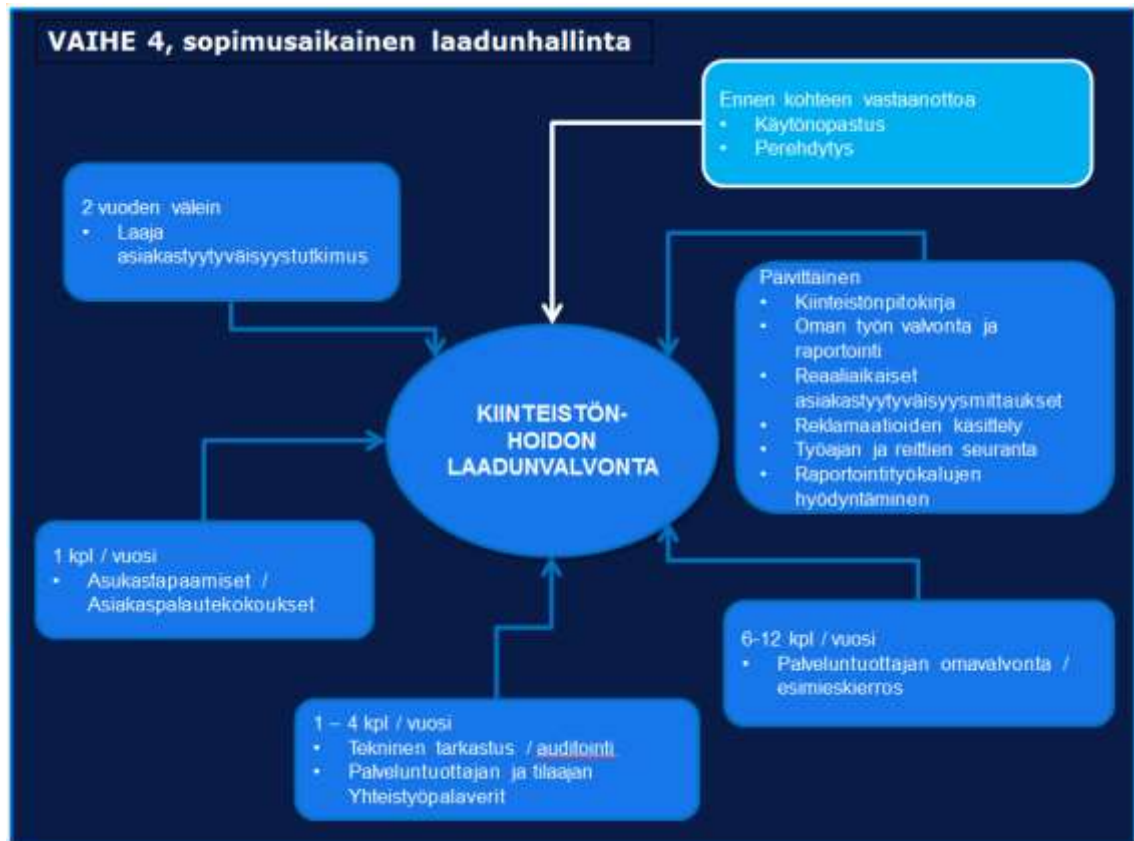 VAIHE 4, sopimusaikainen laadunhallinta
Ennen kohteen vastaanottoa
• Käytönopastus
• Perehdytys
2 vuoden välein
• Laaja
asiakastyytyväisyystutkimus
Päivittäinen
• Kiinteistönpitokirja
• Oman työn valvonta ja
raportointi
• Reaaliaikaiset
asiakastyytyväisyysmittaukset
• Reklamaatioiden käsittely
• Työajan ja reittien seuranta
• Raportointityökalujen
hyödyntäminen
KIINTEISTÖN-
HOIDON
LAADUNVALVONTA
1 kpl / vuosi
• Asukastapaamiset /
Asiakaspalautekokoukset
6-12 kpl / vuosi
• Palveluntuottajan omavalvonta /
esimieskierros
1 – 4 kpl / vuosi
• Tekninen tarkastus / auditointi
• Palveluntuottajan ja tilaajan
Yhteistyöpalaverit